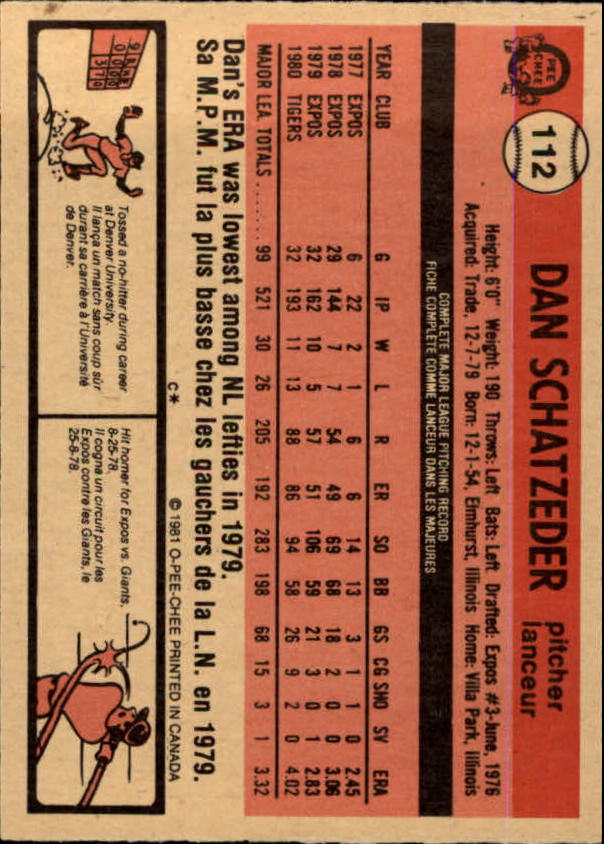 O
PEE
CHEE
112
DAN SCHATZEDER pitcher
lanceur
Height: 6'0" Weight: 190 Throws: Left Bats: Left Drafted: Expos #3-June, 1976
Acquired: Trade, 12-7-79 Born: 12-1-54, Elmhurst, Illinois Home: Villa Park, Illinois
COMPLETE MAJOR LEAGUE PITCHING RECORD
FICHE COMPLÈTE COMME LANCEUR DANS LES MAJEURES
YEAR CLUB G IP W L R ER SO BB GS CG SHO SV ERA
1977 EXPOS 6 22 2 1 6 6 14 13 3 1 1 0 2.45
1978 EXPOS 29 144 7 7 54 49 69 68 18 2 0 0 3.06
1979 EXPOS 32 162 10 5 57 51 106 59 21 3 0 1 2.83
1980 TIGERS 32 193 11 13 88 86 94 58 26 9 2 0 4.02
MAJOR LEA. TOTALS . . . . . . . 99 521 30 26 205 192 283 198 68 15 3 1 3.32
Dan's ERA was lowest among NL lefties in 1979.
Sa M.P.M. fut la plus basse chez les gauchers de la L.N. en 1979.
C* © 1981 O-PEE-CHEE PRINTED IN CANADA
Tossed a no-hitter during career
at Denver University.
Il lança un match sans coup sûr
durant sa carrière à l'Université
de Denver.
Hit homer for Expos vs. Giants,
8-25-78.
Il cogna un circuit pour les
Expos contre les Giants, le
25-8-78.